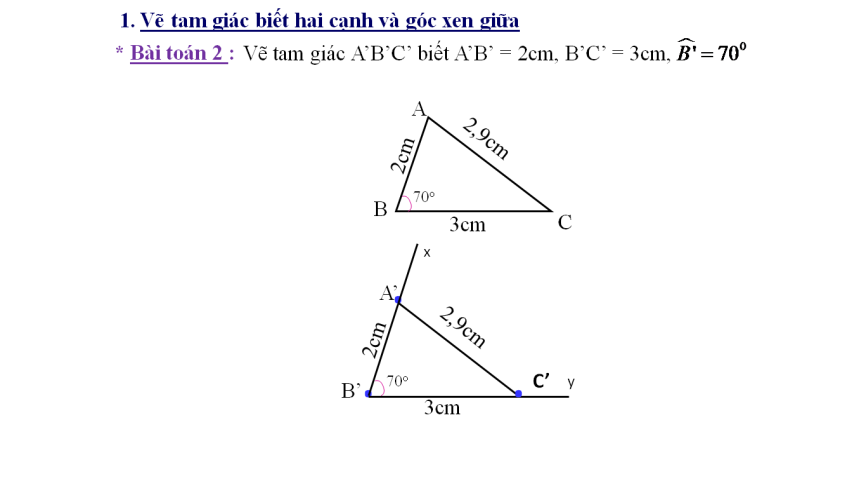 1. Vẽ tam giác biết hai cạnh và góc xen giữa
* Bài toán 2 : Vẽ tam giác A’B’C’ biết A’B’ = 2cm, B’C’ = 3cm, B̂' = 70⁰
A
2,9cm
2cm
70°
B
3cm
C
x
A’
2,9cm
2cm
70°
B’
C’
y
3cm